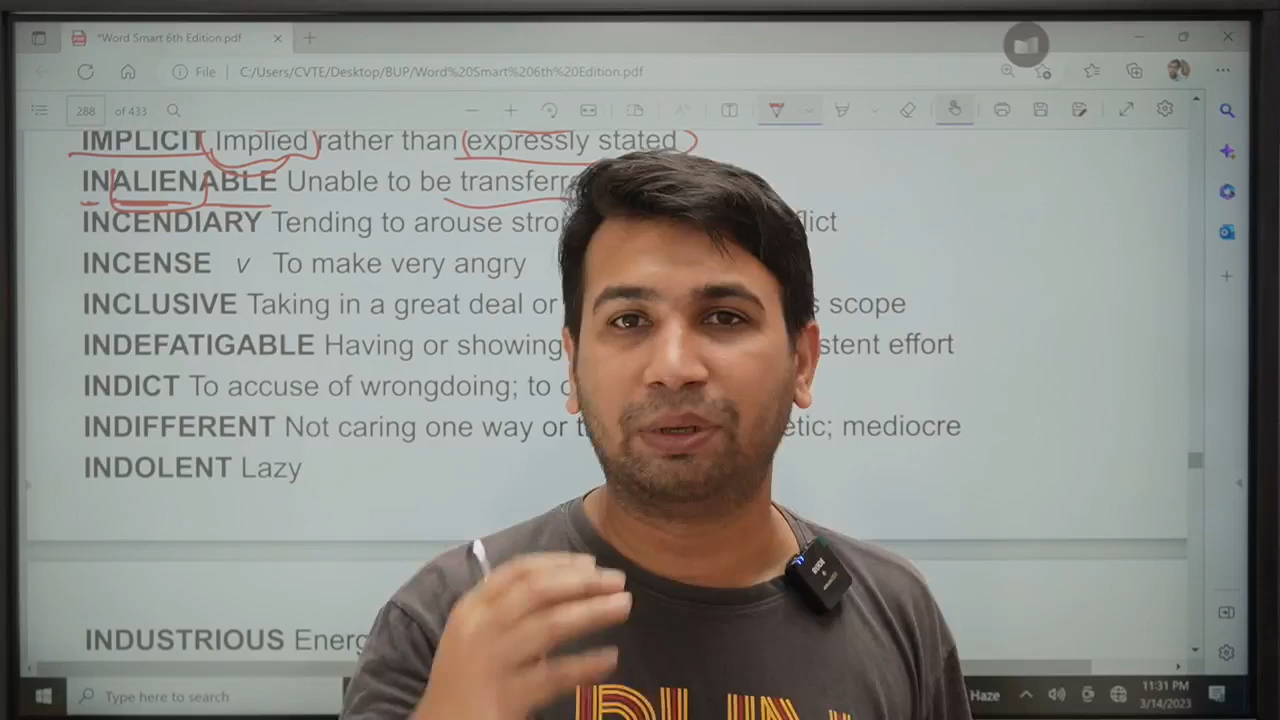 *Word Smart 6th Edition.pdf
File | C:/Users/CVTE/Desktop/BUP/Word%20Smart%206th%20Edition.pdf
288 of 433
IMPLICIT Implied rather than expressly stated
INALIENABLE Unable to be transferre
INCENDIARY Tending to arouse stro flict
INCENSE v To make very angry
INCLUSIVE Taking in a great deal or s scope
INDEFATIGABLE Having or showing stent effort
INDICT To accuse of wrongdoing; to c
INDIFFERENT Not caring one way or t etic; mediocre
INDOLENT Lazy
INDUSTRIOUS Energ
Type here to search
Haze
11:31 PM
3/14/2023